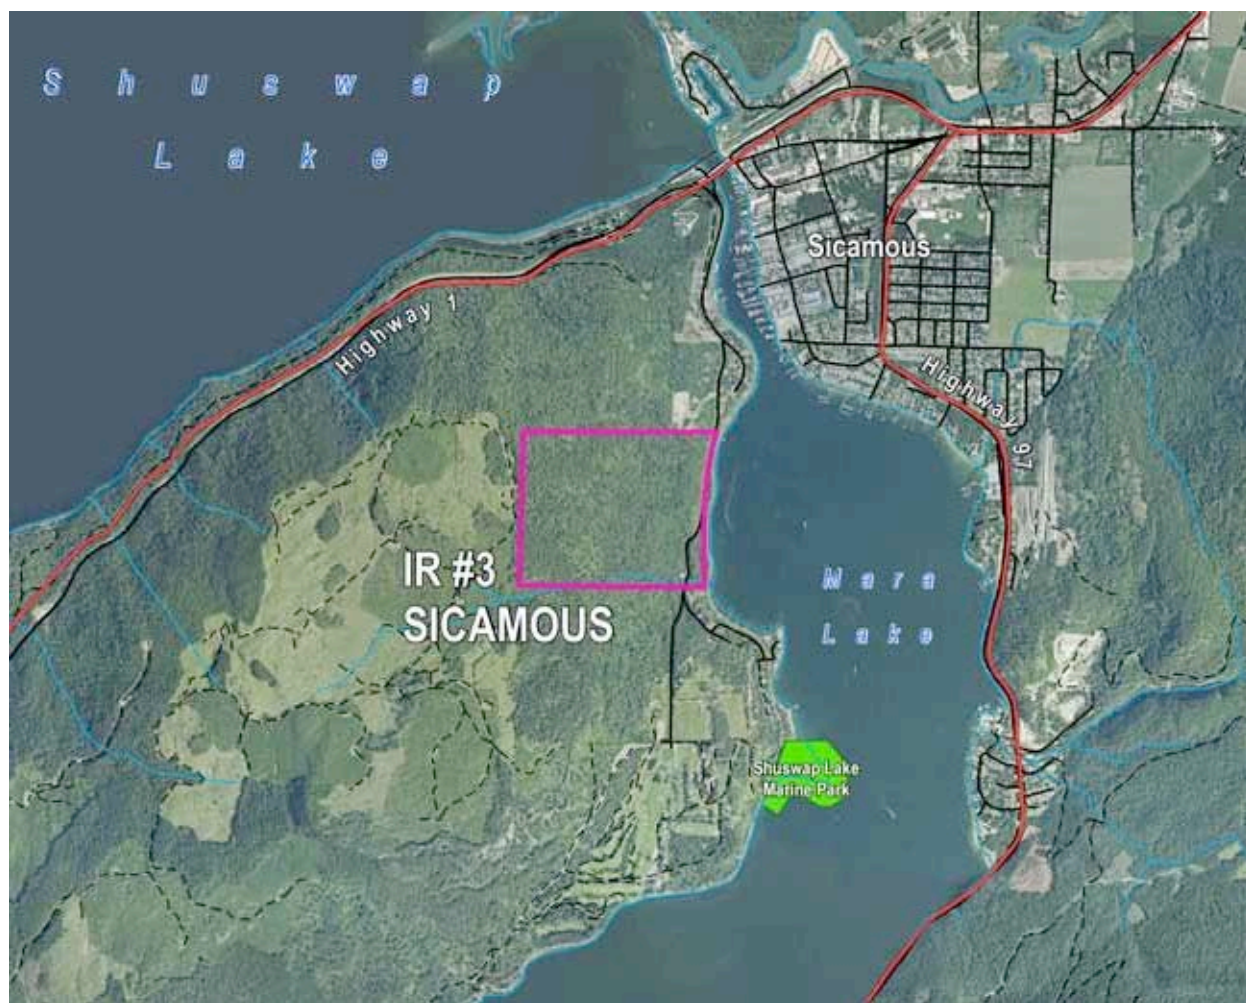 Shuswap
Lake
Sicamous
Highway 1
Highway 97
IR #3
SICAMOUS
Mara
Lake
Shuswap Lake
Marine Park